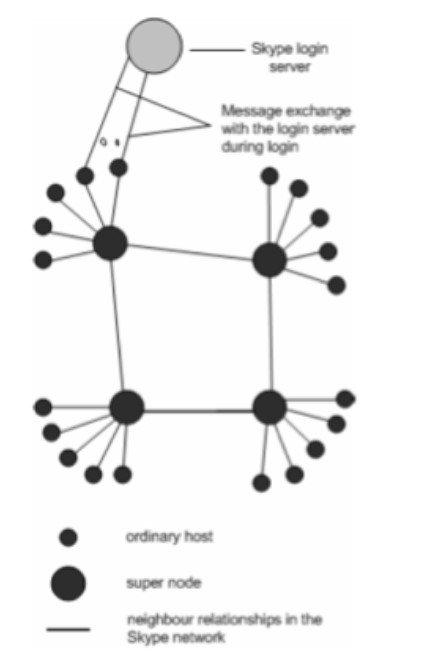 Skype login
server
Message exchange
with the login server
during login
ordinary host
super node
neighbour relationships in the
Skype network